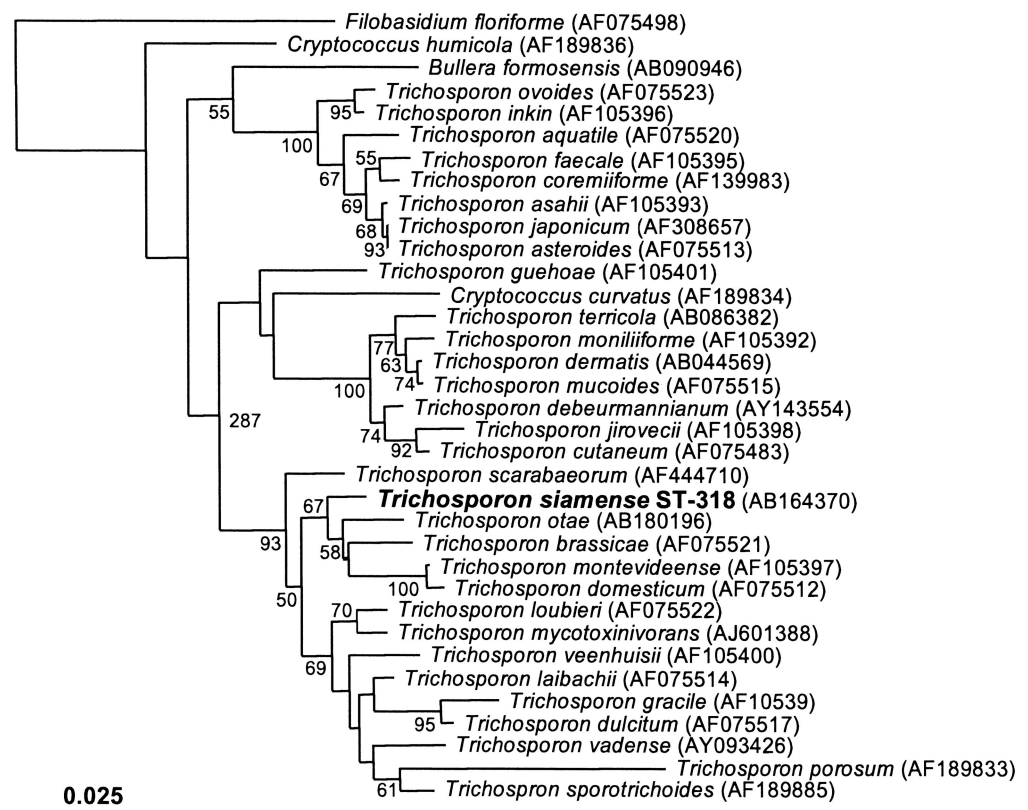 Filobasidium floriforme (AF075498)
Cryptococcus humicola (AF189836)
Bullera formosensis (AB090946)
55
Trichosporon ovoides (AF075523)
95
Trichosporon inkin (AF105396)
100
Trichosporon aquatile (AF075520)
67
55
Trichosporon faecale (AF105395)
Trichosporon coremiiforme (AF139983)
69
Trichosporon asahii (AF105393)
68
Trichosporon japonicum (AF308657)
93
Trichosporon asteroides (AF075513)
Trichosporon guehoae (AF105401)
Cryptococcus curvatus (AF189834)
Trichosporon terricola (AB086382)
77
Trichosporon moniliiforme (AF105392)
63
Trichosporon dermatis (AB044569)
74
Trichosporon mucoides (AF075515)
100
Trichosporon debeurmannianum (AY143554)
287
74
Trichosporon jirovecii (AF105398)
92
Trichosporon cutaneum (AF075483)
Trichosporon scarabaeorum (AF444710)
Trichosporon siamense ST-318 (AB164370)
67
Trichosporon otae (AB180196)
93
58
Trichosporon brassicae (AF075521)
Trichosporon montevideense (AF105397)
100
Trichosporon domesticum (AF075512)
50
70
Trichosporon loubieri (AF075522)
Trichosporon mycotoxinivorans (AJ601388)
69
Trichosporon veenhuisii (AF105400)
Trichosporon laibachii (AF075514)
Trichosporon gracile (AF10539)
95
Trichosporon dulcitum (AF075517)
Trichosporon vadense (AY093426)
Trichosporon porosum (AF189833)
61
Trichospron sporotrichoides (AF189885)
0.025